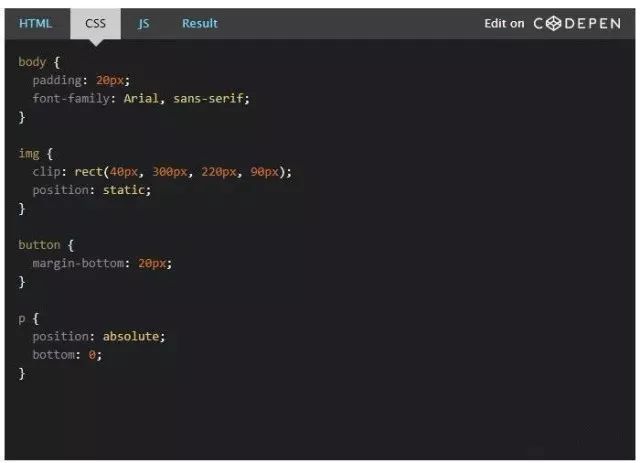 HTML CSS JS Result Edit on CODEPEN
body {
  padding: 20px;
  font-family: Arial, sans-serif;
}
img {
  clip: rect(40px, 300px, 220px, 90px);
  position: static;
}
button {
  margin-bottom: 20px;
}
p {
  position: absolute;
  bottom: 0;
}